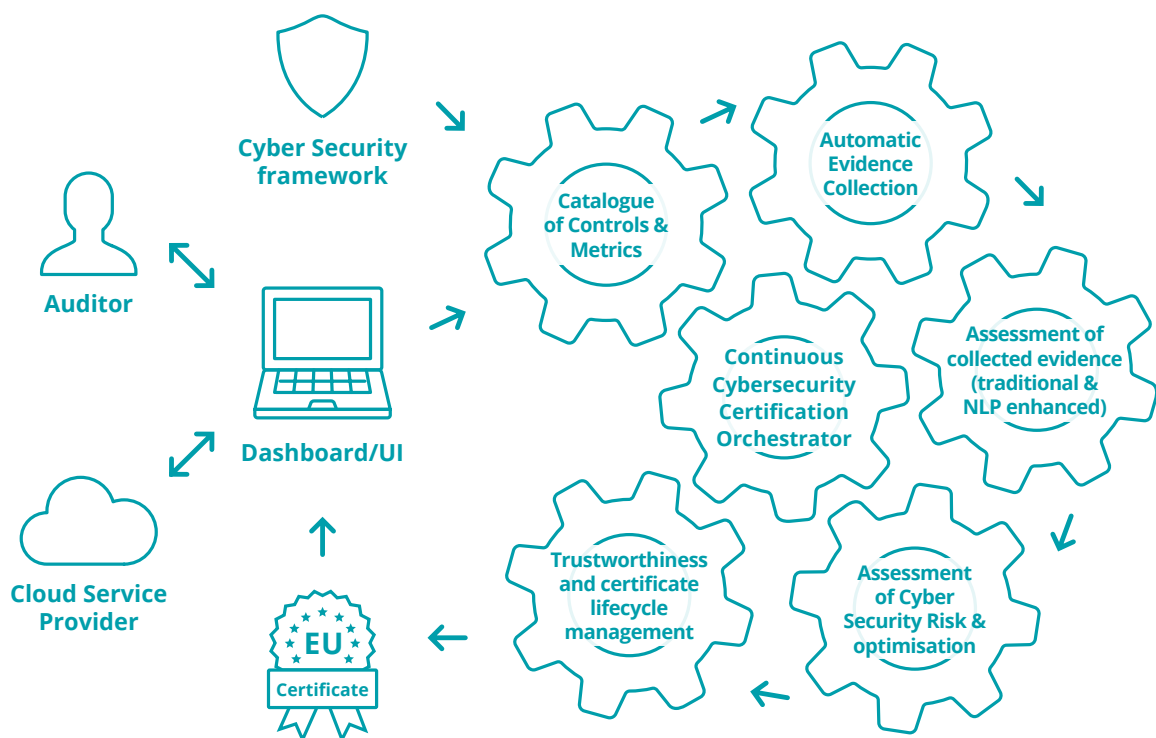 Cyber Security
framework
Auditor
Dashboard/UI
Cloud Service
Provider
EU
Certificate
Catalogue
of Controls &
Metrics
Automatic
Evidence
Collection
Assessment of
collected evidence
(traditional &
NLP enhanced)
Continuous
Cybersecurity
Certification
Orchestrator
Assessment
of Cyber
Security Risk &
optimisation
Trustworthiness
and certificate
lifecycle
management